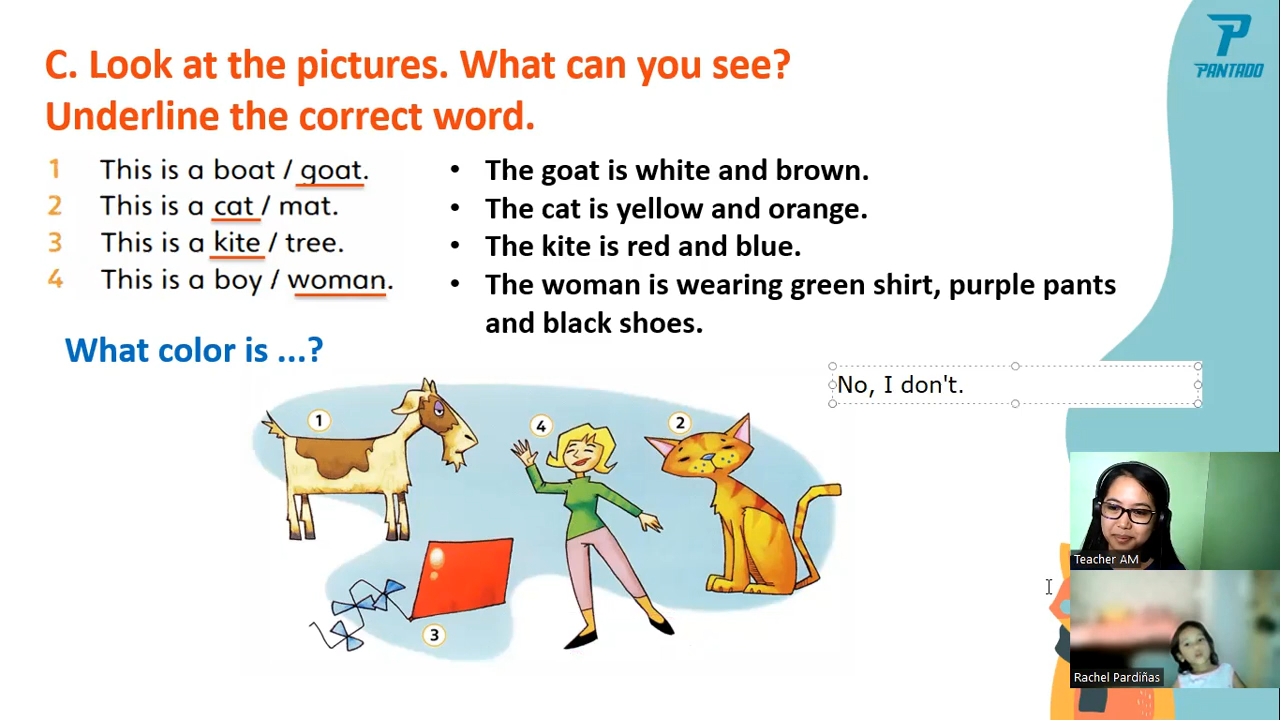 C. Look at the pictures. What can you see?
Underline the correct word.
PANTADO
1 This is a boat / goat.
2 This is a cat / mat.
3 This is a kite / tree.
4 This is a boy / woman.
• The goat is white and brown.
• The cat is yellow and orange.
• The kite is red and blue.
• The woman is wearing green shirt, purple pants
and black shoes.
What color is ...?
No, I don't.
1
4
2
3
Teacher AM
Rachel Pardiñas